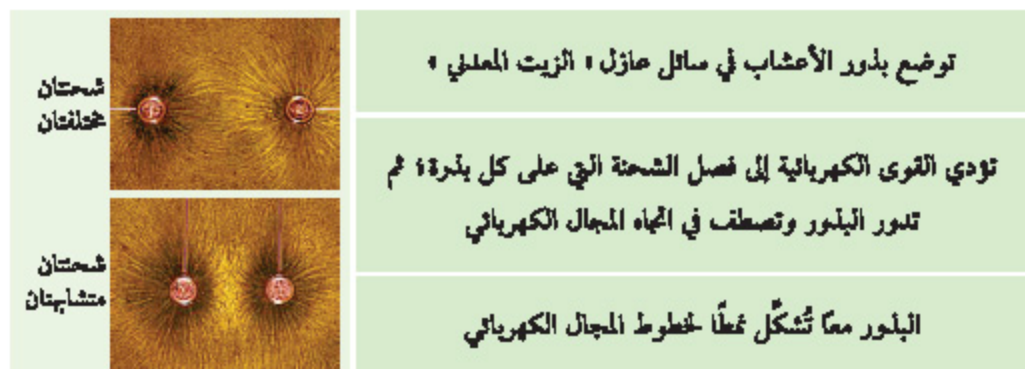 توضع بذور الأعشاب في سائل عازل « الزيت المعدني »
تؤدي القوى الكهربائية إلى فصل الشحنة التي على كل بذرة؛ ثم
تدور البذور وتصطف في اتجاه المجال الكهربائي
البذور معًا تُشكّل نمطًا لخطوط المجال الكهربائي
شحنتان
مختلفتان
شحنتان
متشابهتان